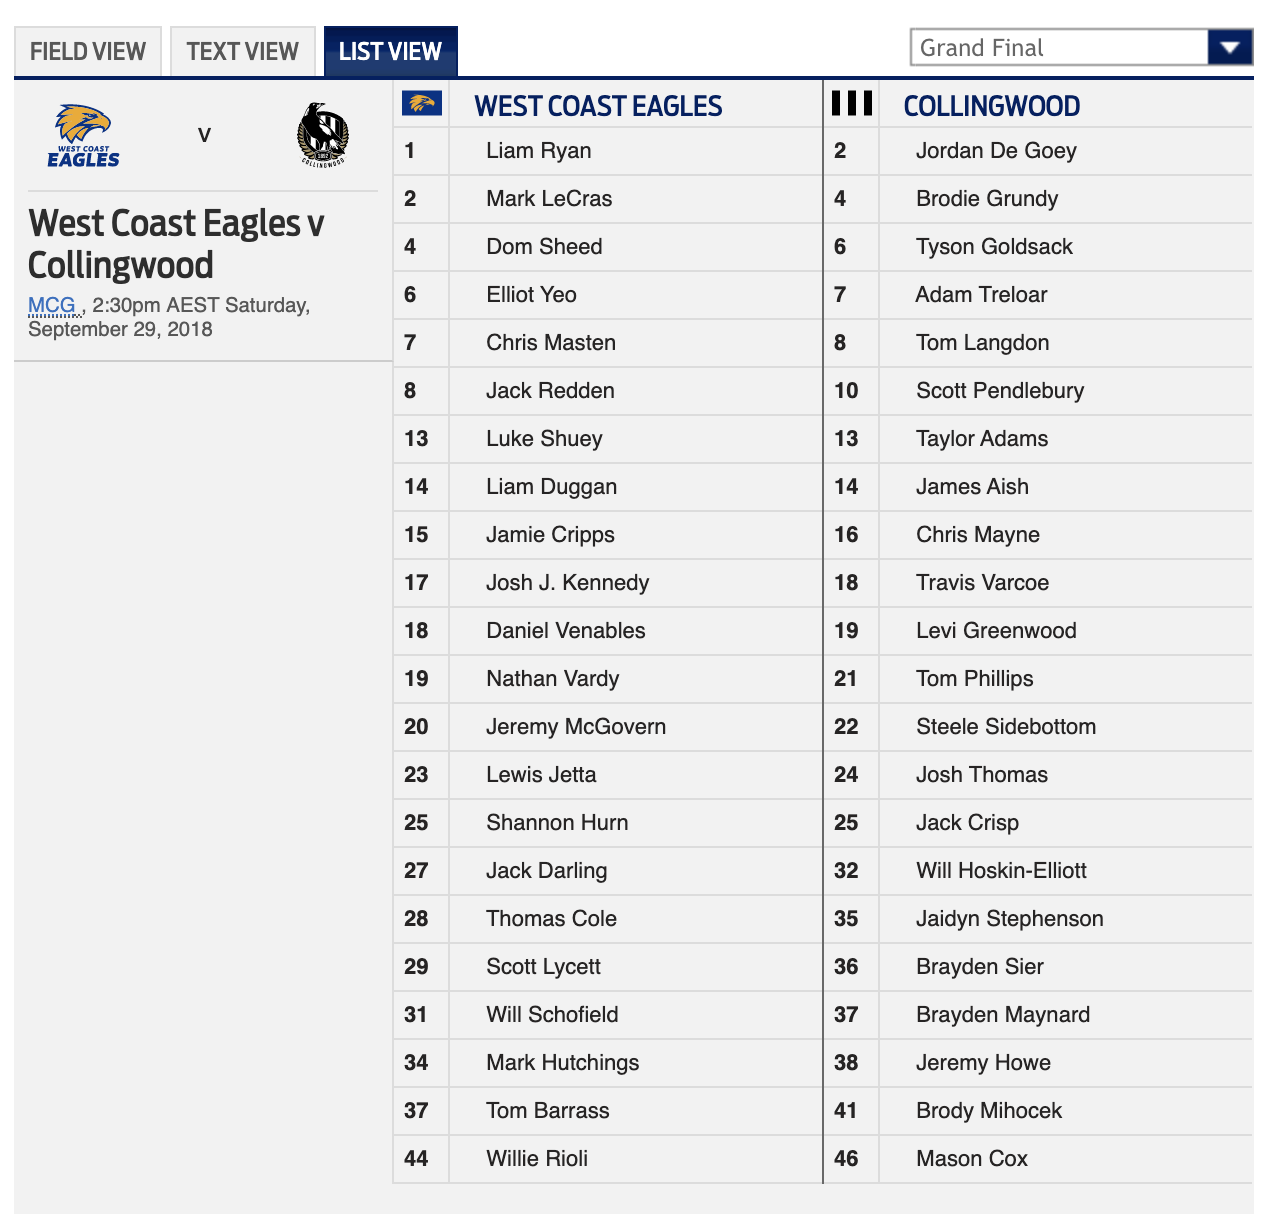 FIELD VIEW
TEXT VIEW
LIST VIEW
Grand Final
WEST COAST
EAGLES
v
COLLINGWOOD
West Coast Eagles v
Collingwood
MCG , 2:30pm AEST Saturday,
September 29, 2018
WEST COAST EAGLES COLLINGWOOD
1 Liam Ryan 2 Jordan De Goey
2 Mark LeCras 4 Brodie Grundy
4 Dom Sheed 6 Tyson Goldsack
6 Elliot Yeo 7 Adam Treloar
7 Chris Masten 8 Tom Langdon
8 Jack Redden 10 Scott Pendlebury
13 Luke Shuey 13 Taylor Adams
14 Liam Duggan 14 James Aish
15 Jamie Cripps 16 Chris Mayne
17 Josh J. Kennedy 18 Travis Varcoe
18 Daniel Venables 19 Levi Greenwood
19 Nathan Vardy 21 Tom Phillips
20 Jeremy McGovern 22 Steele Sidebottom
23 Lewis Jetta 24 Josh Thomas
25 Shannon Hurn 25 Jack Crisp
27 Jack Darling 32 Will Hoskin-Elliott
28 Thomas Cole 35 Jaidyn Stephenson
29 Scott Lycett 36 Brayden Sier
31 Will Schofield 37 Brayden Maynard
34 Mark Hutchings 38 Jeremy Howe
37 Tom Barrass 41 Brody Mihocek
44 Willie Rioli 46 Mason Cox